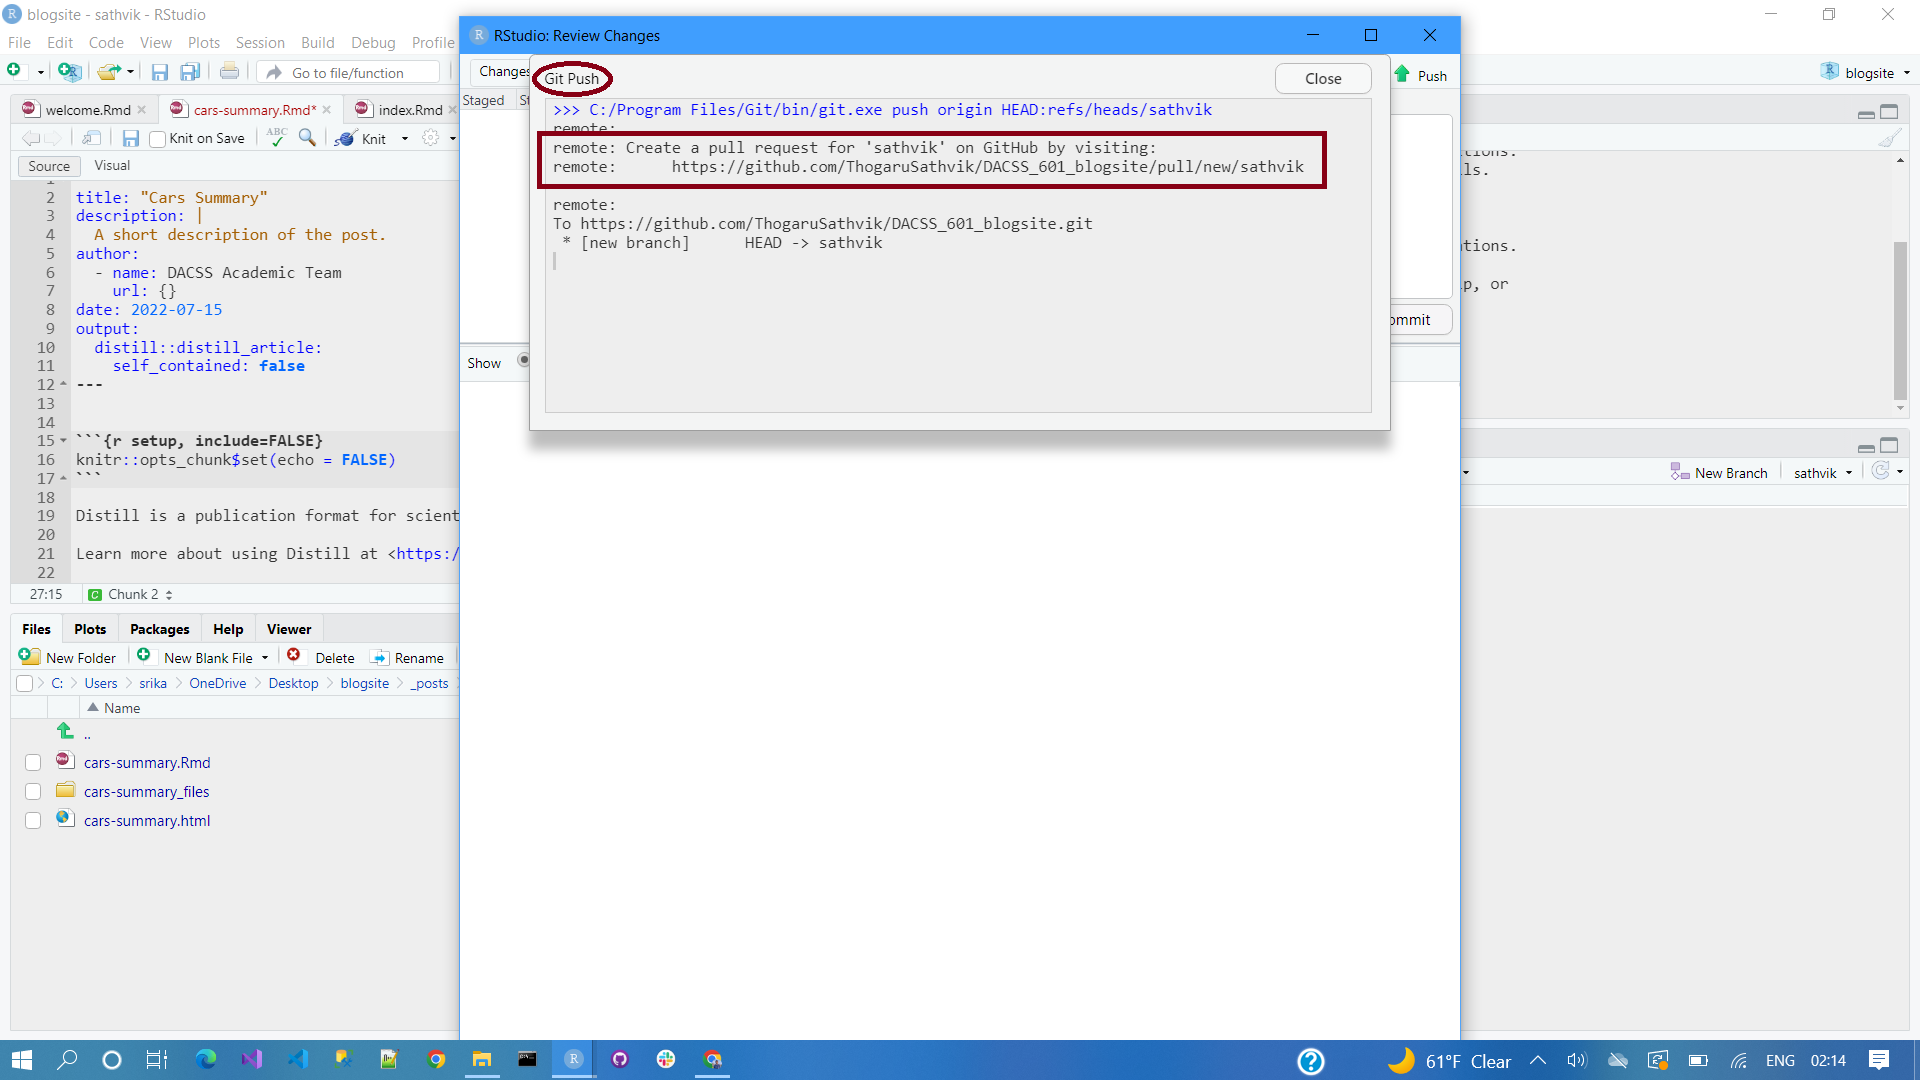 blogsite - sathvik - RStudio
File Edit Code View Plots Session Build Debug Profile
Go to file/function
blogsite
welcome.Rmd
cars-summary.Rmd*
index.Rmd
Knit on Save
ABC
Knit
Source Visual
1
2 title: "Cars Summary"
3 description: |
4 A short description of the post.
5 author:
6 - name: DACSS Academic Team
7 url: {}
8 date: 2022-07-15
9 output:
10 distill::distill_article:
11 self_contained: false
12 ---
13
14
15 ```{r setup, include=FALSE}
16 knitr::opts_chunk$set(echo = FALSE)
17 ```
18
19 Distill is a publication format for scient
20
21 Learn more about using Distill at <https:/
22
27:15 Chunk 2
Files Plots Packages Help Viewer
New Folder New Blank File Delete Rename
C: Users srika OneDrive Desktop blogsite _posts
Name
..
cars-summary.Rmd
cars-summary_files
cars-summary.html
RStudio: Review Changes
Changes
Push
Staged St
Git Push
Close
>>> C:/Program Files/Git/bin/git.exe push origin HEAD:refs/heads/sathvik
remote:
remote: Create a pull request for 'sathvik' on GitHub by visiting:
remote: https://github.com/ThogaruSathvik/DACSS_601_blogsite/pull/new/sathvik
remote:
To https://github.com/ThogaruSathvik/DACSS_601_blogsite.git
* [new branch] HEAD -> sathvik
ommit
Show
tions.
ls.
tions.
p, or
New Branch sathvik
61°F Clear
ENG 02:14